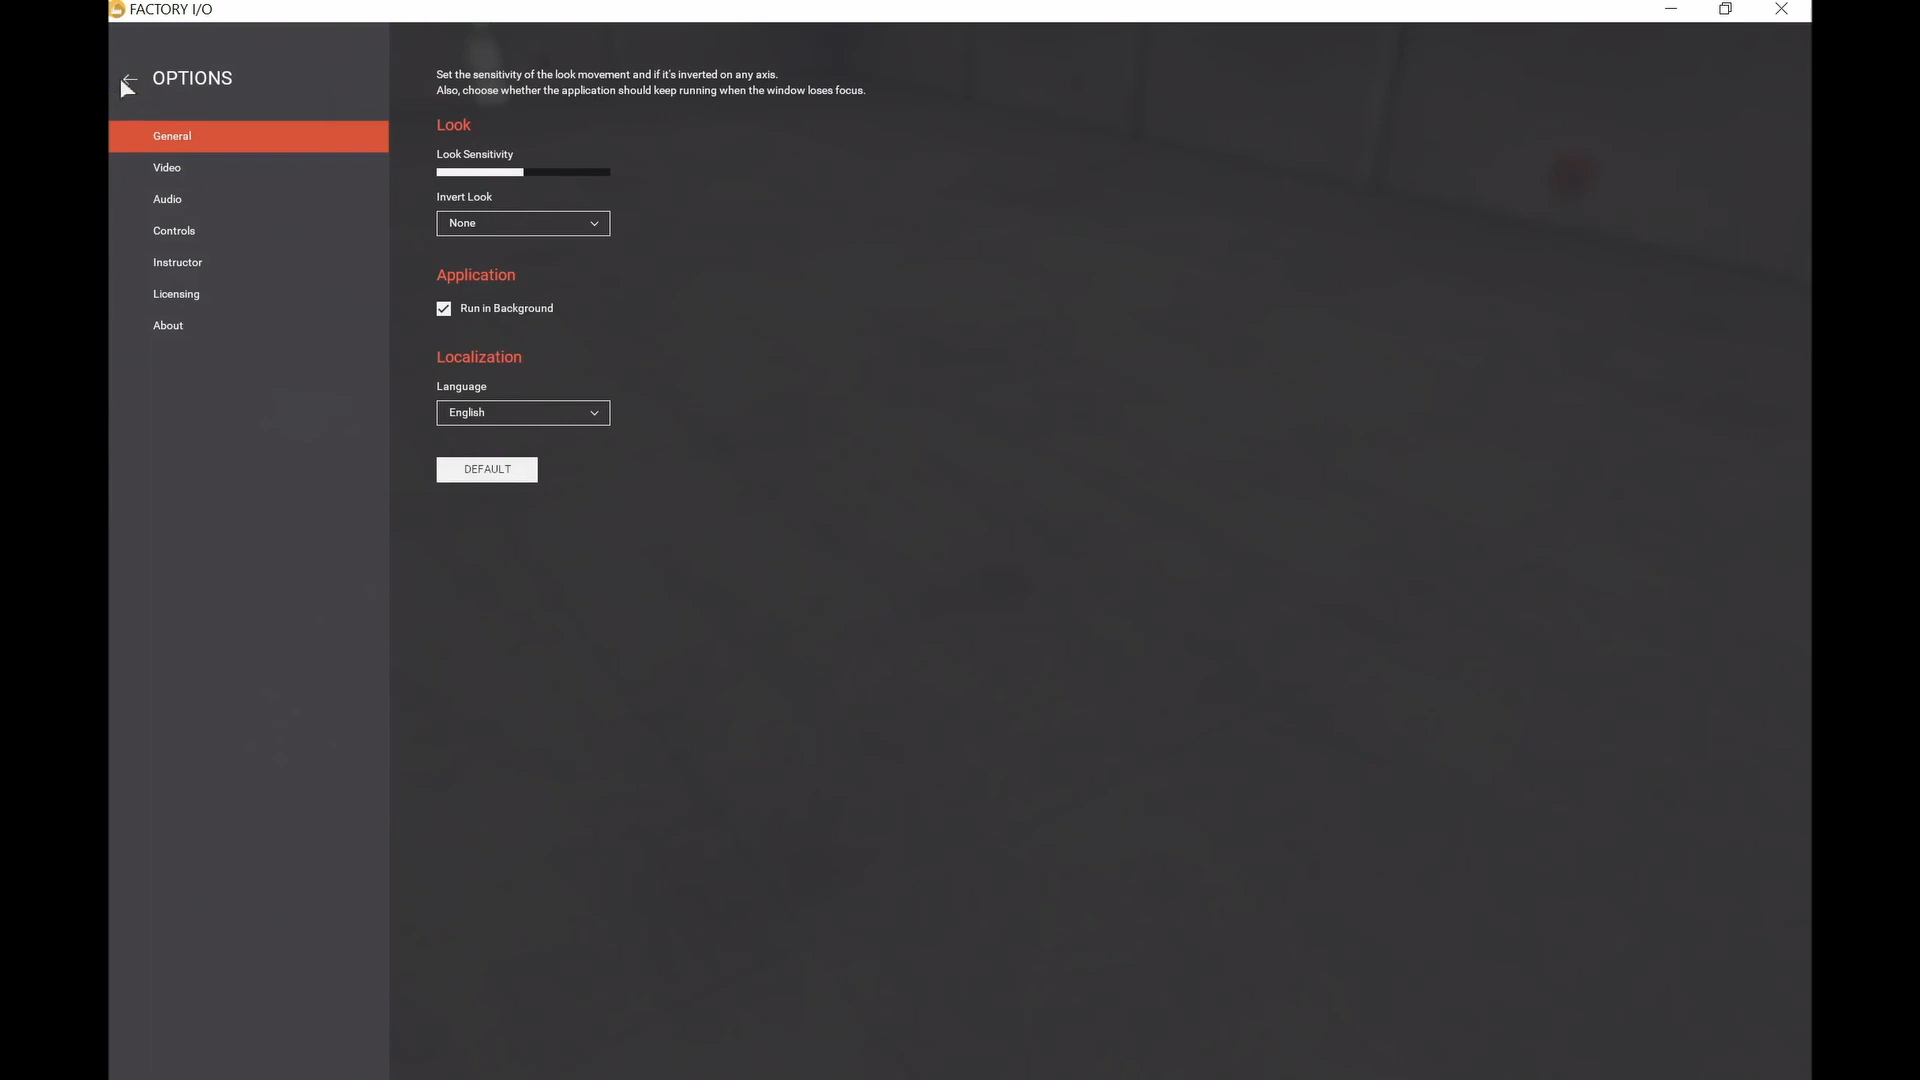 FACTORY I/O
OPTIONS
General
Video
Audio
Controls
Instructor
Licensing
About
Set the sensitivity of the look movement and if it's inverted on any axis.
Also, choose whether the application should keep running when the window loses focus.
Look
Look Sensitivity
Invert Look
None
Application
Run in Background
Localization
Language
English
DEFAULT